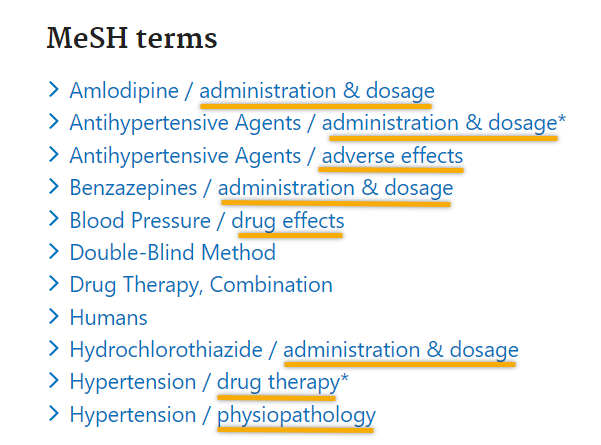 MeSH terms
> Amlodipine / administration & dosage
> Antihypertensive Agents / administration & dosage*
> Antihypertensive Agents / adverse effects
> Benzazepines / administration & dosage
> Blood Pressure / drug effects
> Double-Blind Method
> Drug Therapy, Combination
> Humans
> Hydrochlorothiazide / administration & dosage
> Hypertension / drug therapy*
> Hypertension / physiopathology